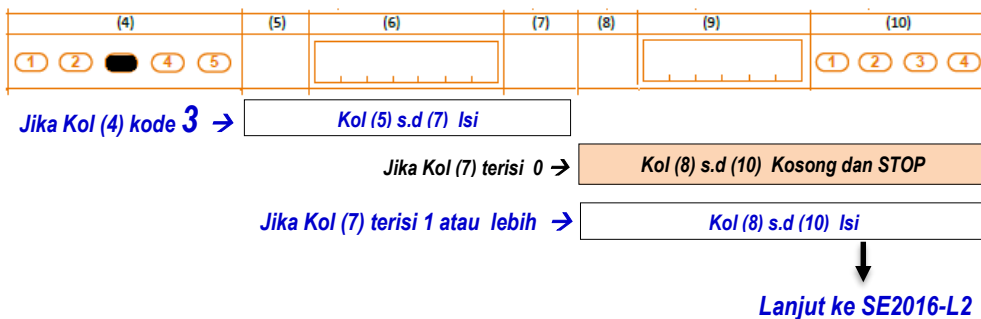 (4) (5) (6) (7) (8) (9) (10)
1 2 4 5 1 2 3 4
Jika Kol (4) kode 3 → Kol (5) s.d (7) Isi
Jika Kol (7) terisi 0 → Kol (8) s.d (10) Kosong dan STOP
Jika Kol (7) terisi 1 atau lebih → Kol (8) s.d (10) Isi
Lanjut ke SE2016-L2